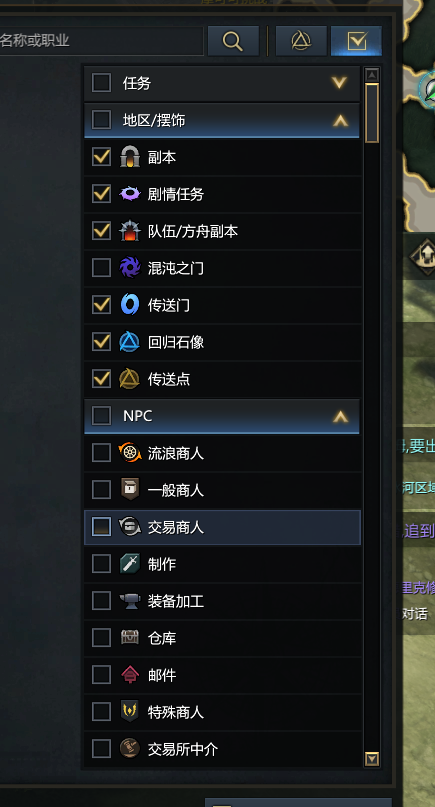 名称或职业
任务
地区/摆饰
副本
剧情任务
队伍/方舟副本
混沌之门
传送门
回归石像
传送点
NPC
流浪商人
一般商人
交易商人
制作
装备加工
仓库
邮件
特殊商人
交易所中介
,要出
河区域
追到
里克修
对话